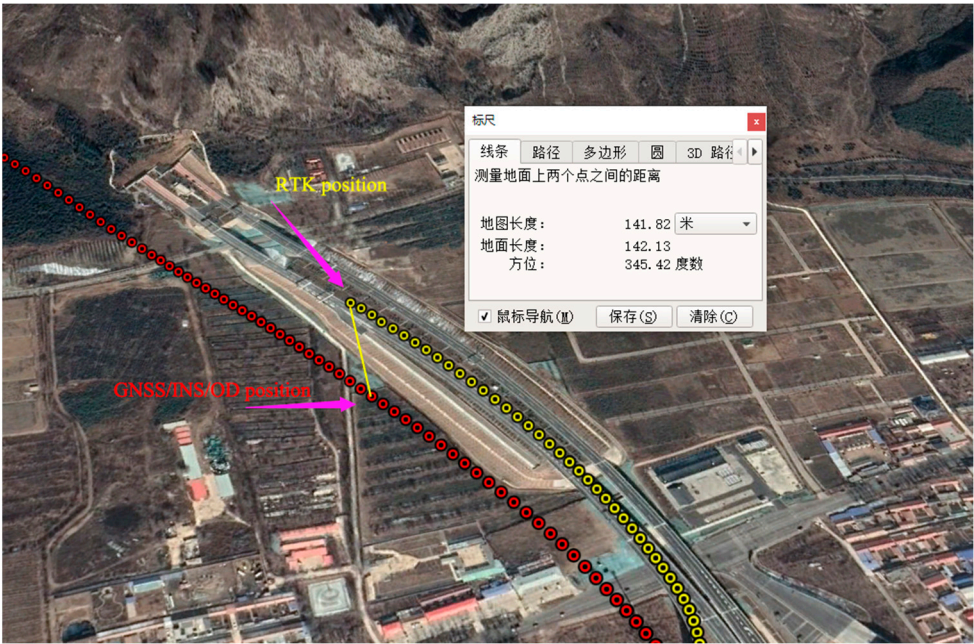 标尺
线条 路径 多边形 圆 3D 路径
测量地面上两个点之间的距离
地图长度： 141.82 米
地面长度： 142.13
方位： 345.42 度数
鼠标导航(M) 保存(S) 清除(C)
RTK position
GNSS/INS/OD position